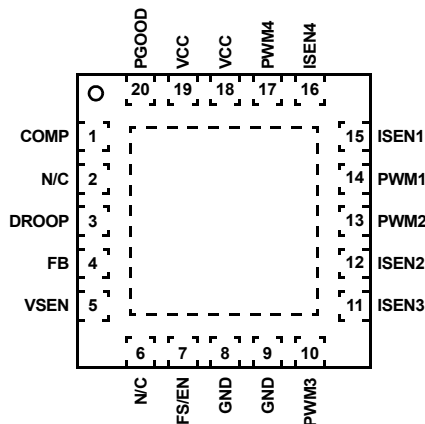 PGOOD
VCC
VCC
PWM4
ISEN4
20
19
18
17
16
COMP 1
N/C 2
DROOP 3
FB 4
VSEN 5
15 ISEN1
14 PWM1
13 PWM2
12 ISEN2
11 ISEN3
6
7
8
9
10
N/C
FS/EN
GND
GND
PWM3